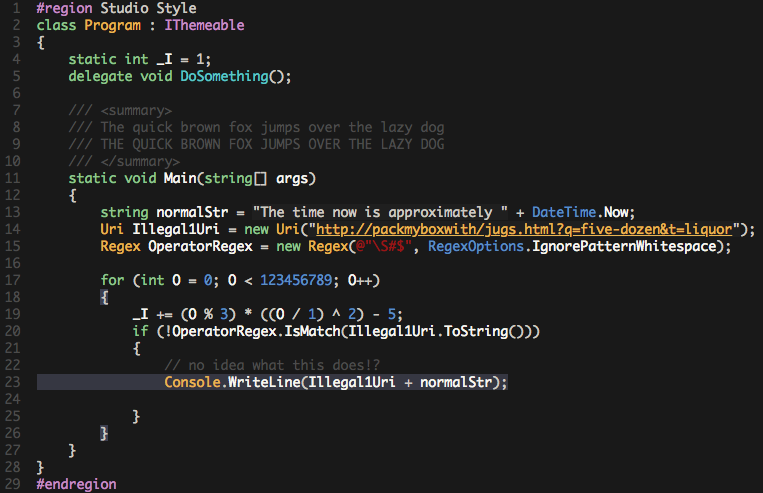 1 #region Studio Style
2 class Program : IThemeable
3 {
4 static int _I = 1;
5 delegate void DoSomething();
6
7 /// <summary>
8 /// The quick brown fox jumps over the lazy dog
9 /// THE QUICK BROWN FOX JUMPS OVER THE LAZY DOG
10 /// </summary>
11 static void Main(string[] args)
12 {
13 string normalStr = "The time now is approximately " + DateTime.Now;
14 Uri Illegal1Uri = new Uri("http://packmyboxwith/jugs.html?q=five-dozen&t=liquor");
15 Regex OperatorRegex = new Regex(@"\S#$", RegexOptions.IgnorePatternWhitespace);
16
17 for (int O = 0; O < 123456789; O++)
18 {
19 _I += (O % 3) * ((O / 1) ^ 2) - 5;
20 if (!OperatorRegex.IsMatch(Illegal1Uri.ToString()))
21 {
22 // no idea what this does!?
23 Console.WriteLine(Illegal1Uri + normalStr);
24
25 }
26 }
27 }
28 }
29 #endregion